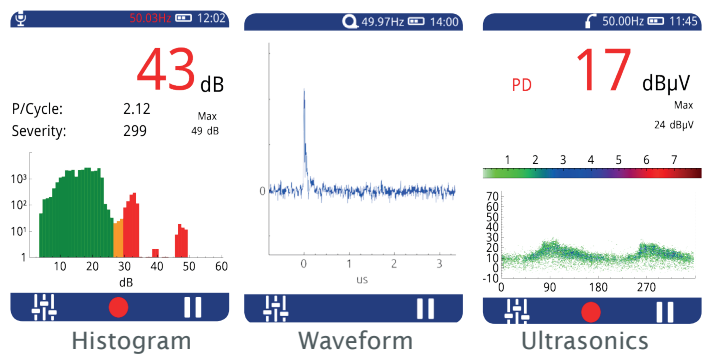 50.03Hz 12:02
43 dB
P/Cycle: 2.12
Max
Severity: 299
49 dB
10³
10²
10¹
1
10 20 30 40 50 60
dB
Histogram
49.97Hz 14:00
0
0 1 2 3
us
Waveform
50.00Hz 11:45
PD 17 dBµV
Max
24 dBµV
1 2 3 4 5 6 7
70
60
50
40
30
20
10
0
-10
0 90 180 270
Ultrasonics